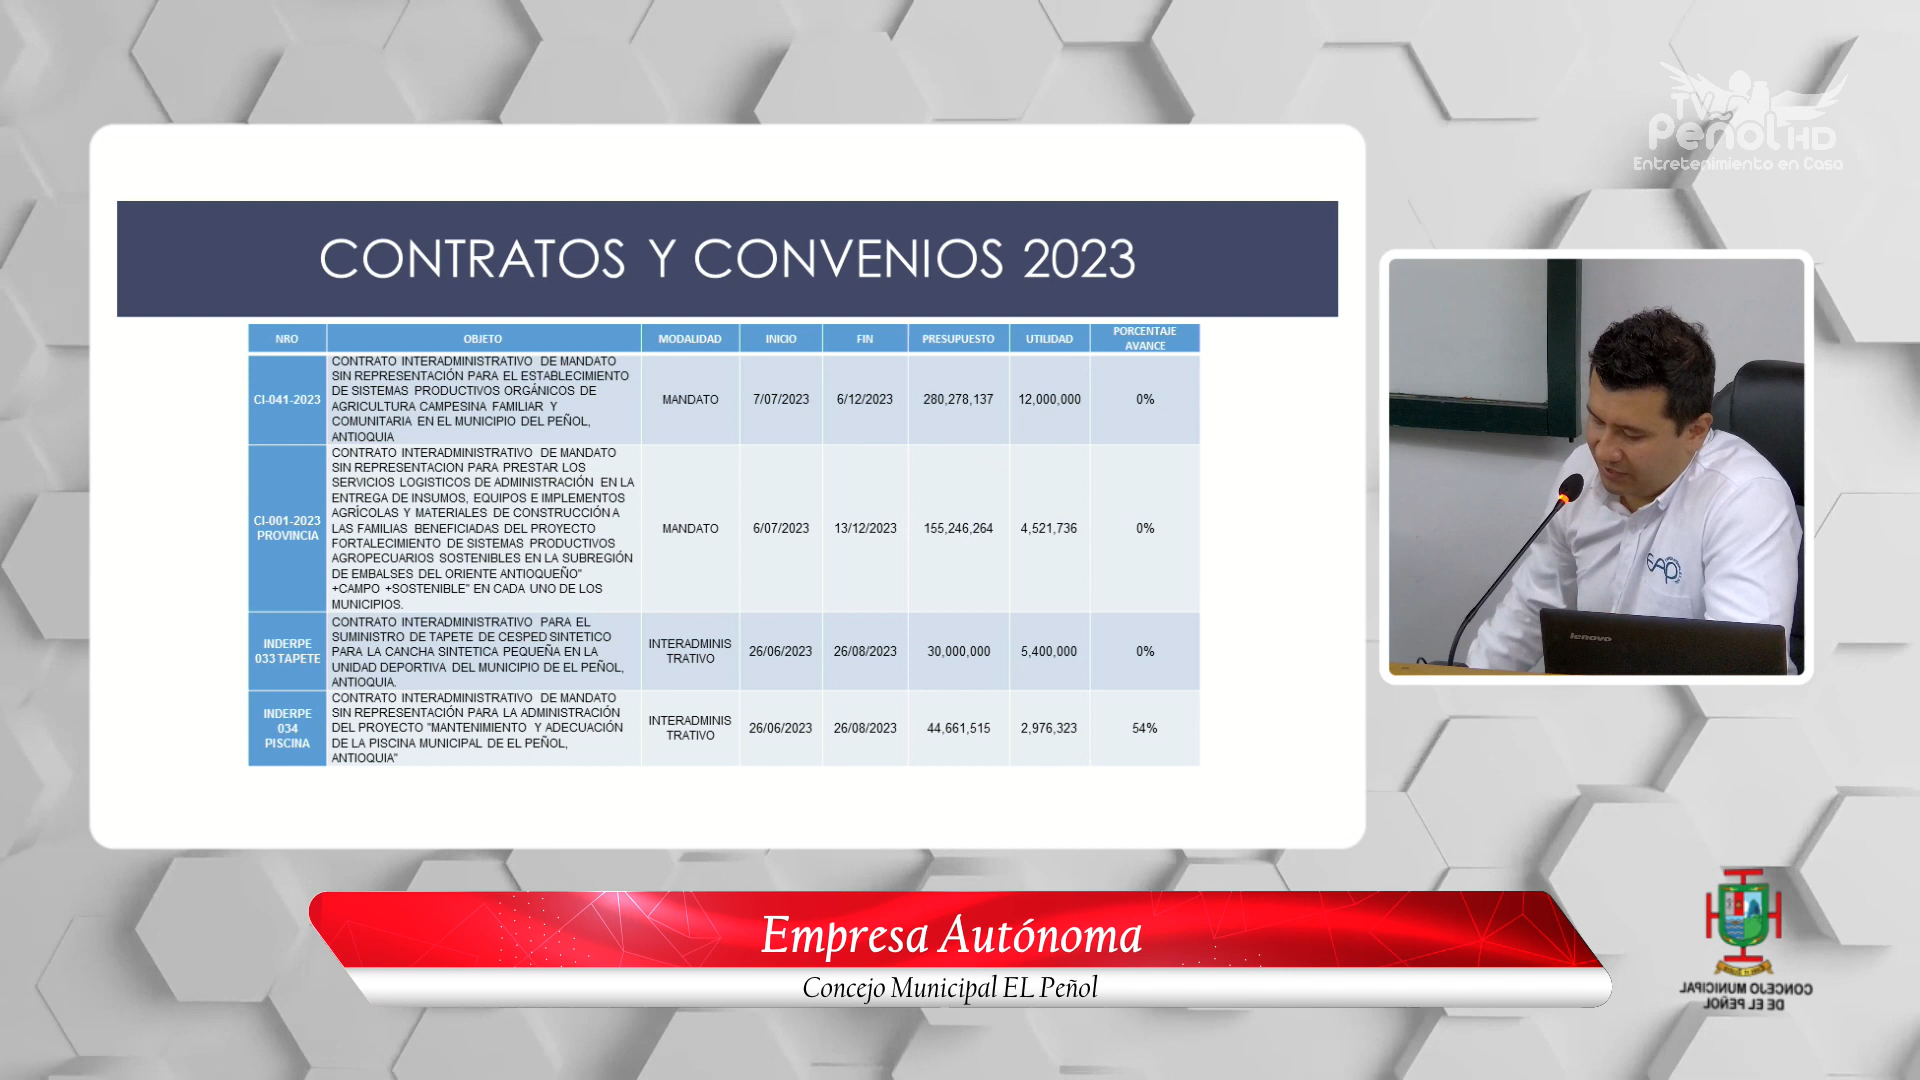 TV
Peñol HD
Entretenimiento en Casa
CONTRATOS Y CONVENIOS 2023
NRO OBJETO MODALIDAD INICIO FIN PRESUPUESTO UTILIDAD PORCENTAJE AVANCE
CI-041-2023
CONTRATO INTERADMINISTRATIVO DE MANDATO
SIN REPRESENTACIÓN PARA EL ESTABLECIMIENTO
DE SISTEMAS PRODUCTIVOS ORGÁNICOS DE
AGRICULTURA CAMPESINA FAMILIAR Y
COMUNITARIA EN EL MUNICIPIO DEL PEÑOL,
ANTIOQUIA
MANDATO 7/07/2023 6/12/2023 280,278,137 12,000,000 0%
CI-001-2023
PROVINCIA
CONTRATO INTERADMINISTRATIVO DE MANDATO
SIN REPRESENTACION PARA PRESTAR LOS
SERVICIOS LOGISTICOS DE ADMINISTRACIÓN EN LA
ENTREGA DE INSUMOS, EQUIPOS E IMPLEMENTOS
AGRÍCOLAS Y MATERIALES DE CONSTRUCCIÓN A
LAS FAMILIAS BENEFICIADAS DEL PROYECTO
FORTALECIMIENTO DE SISTEMAS PRODUCTIVOS
AGROPECUARIOS SOSTENIBLES EN LA SUBREGIÓN
DE EMBALSES DEL ORIENTE ANTIOQUEÑO"
+CAMPO +SOSTENIBLE" EN CADA UNO DE LOS
MUNICIPIOS.
MANDATO 6/07/2023 13/12/2023 155,246,264 4,521,736 0%
INDERPE
033 TAPETE
CONTRATO INTERADMINISTRATIVO PARA EL
SUMINISTRO DE TAPETE DE CESPED SINTETICO
PARA LA CANCHA SINTETICA PEQUEÑA EN LA
UNIDAD DEPORTIVA DEL MUNICIPIO DE EL PEÑOL,
ANTIOQUIA.
INTERADMINIS
TRATIVO
26/06/2023 26/08/2023 30,000,000 5,400,000 0%
INDERPE
034
PISCINA
CONTRATO INTERADMINISTRATIVO DE MANDATO
SIN REPRESENTACIÓN PARA LA ADMINISTRACIÓN
DEL PROYECTO "MANTENIMIENTO Y ADECUACIÓN
DE LA PISCINA MUNICIPAL DE EL PEÑOL,
ANTIOQUIA"
INTERADMINIS
TRATIVO
26/06/2023 26/08/2023 44,661,515 2,976,323 54%
EAP
lenovo
Empresa Autónoma
Concejo Municipal EL Peñol
CONCEJO MUNICIPAL
DE EL PEÑOL